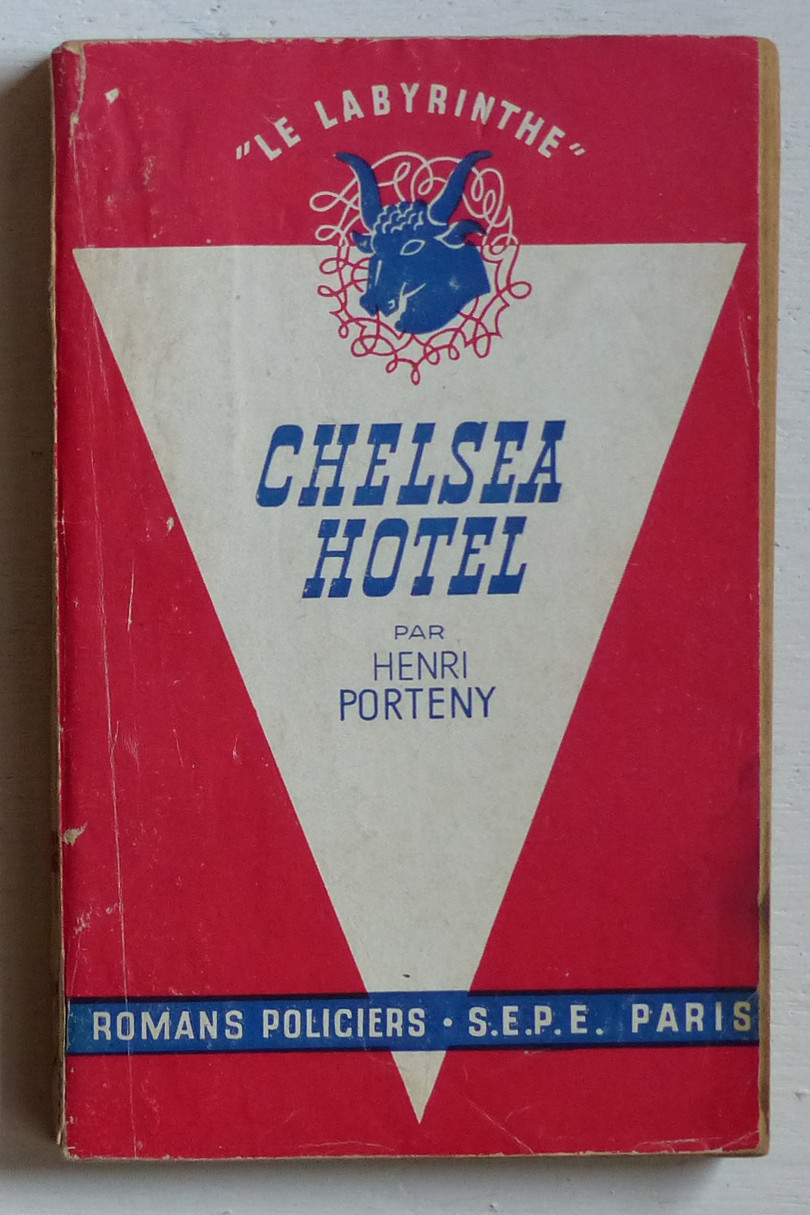 "LE LABYRINTHE"
CHELSEA
HOTEL
PAR
HENRI
PORTENY
ROMANS POLICIERS · S.E.P.E. PARIS